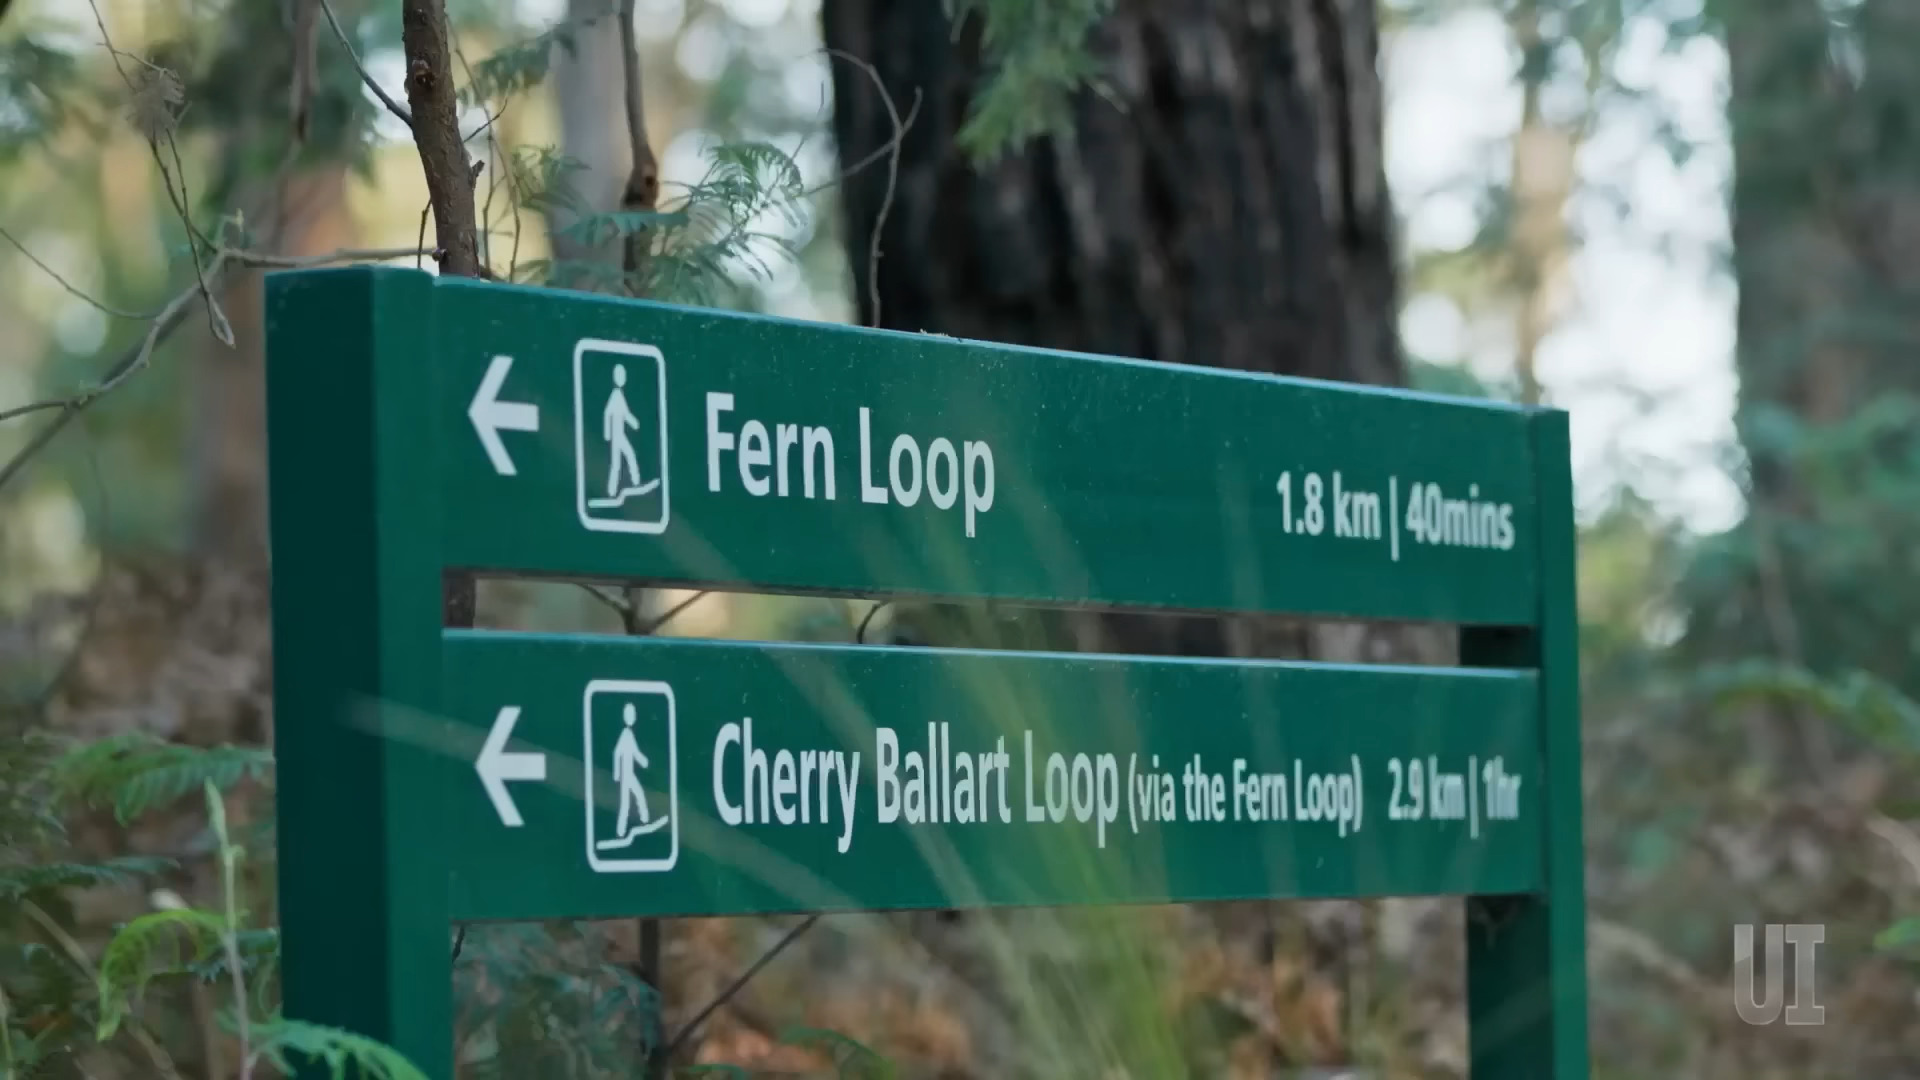 Fern Loop 1.8 km | 40mins
Cherry Ballart Loop (via the Fern Loop) 2.9 km | 1hr
UI